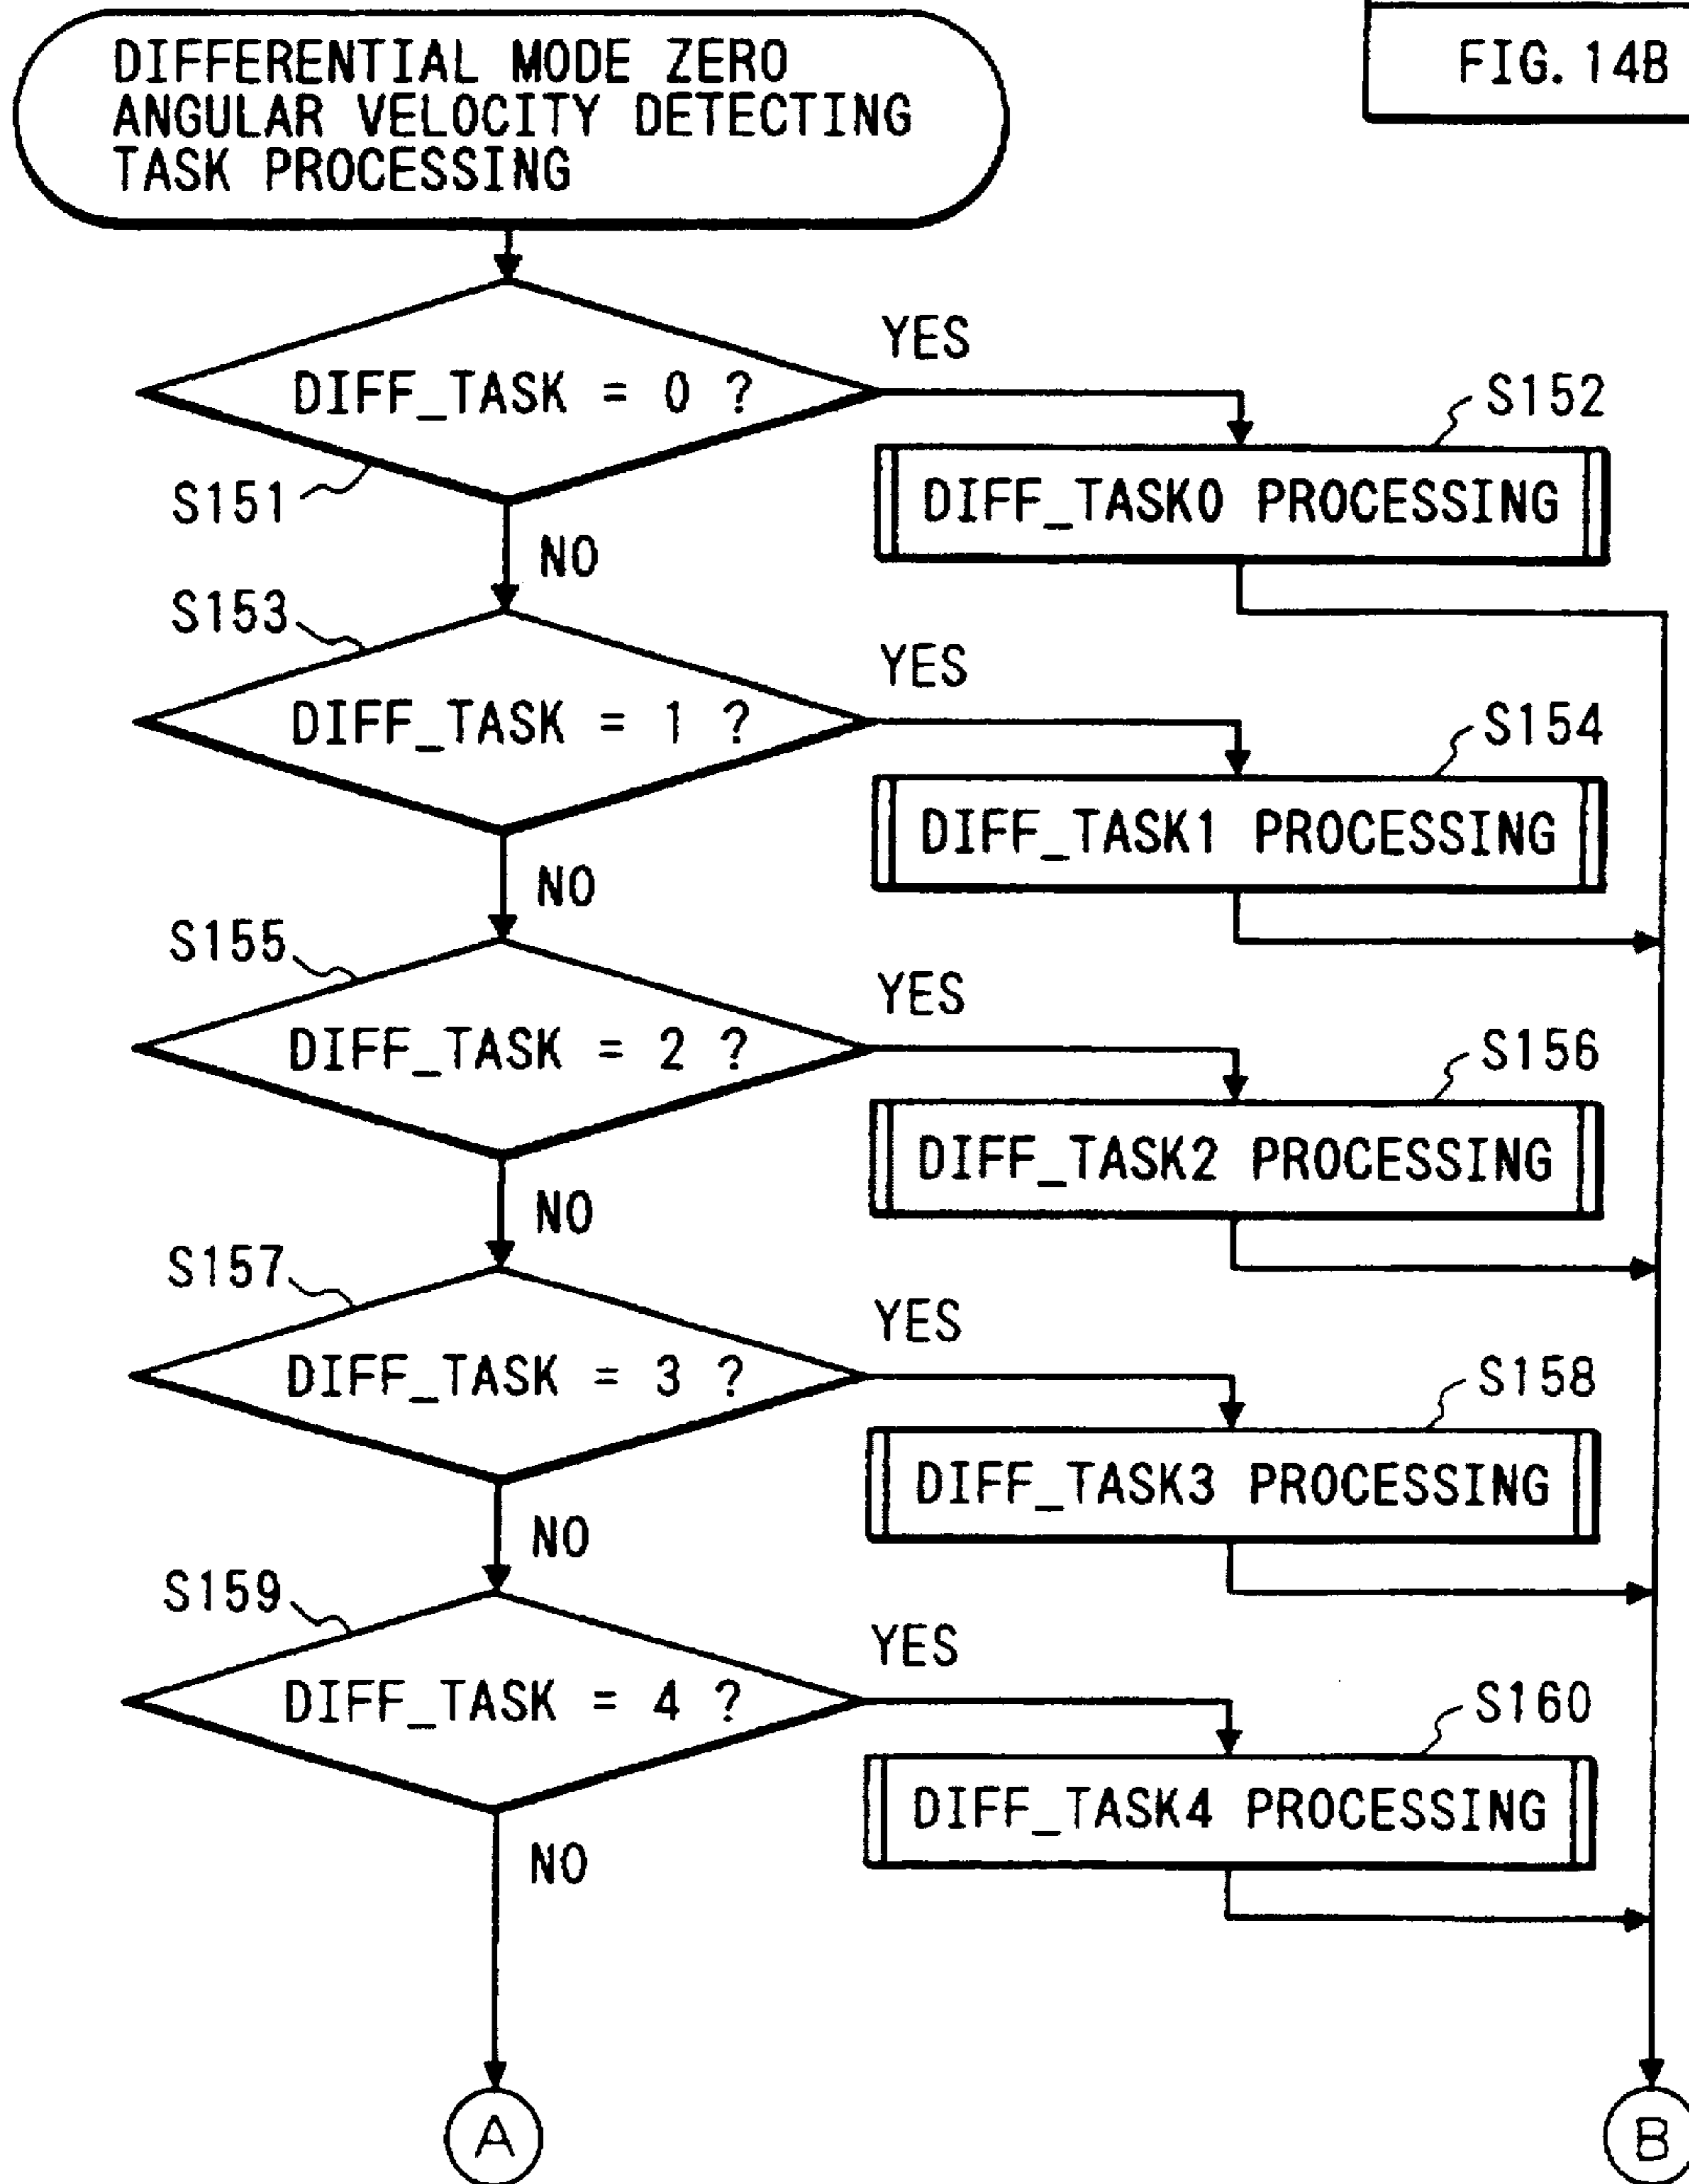 FIG. 14B
DIFFERENTIAL MODE ZERO
ANGULAR VELOCITY DETECTING
TASK PROCESSING
DIFF_TASK = 0 ?
YES
S151
NO
S152
DIFF_TASK0 PROCESSING
S153
DIFF_TASK = 1 ?
YES
NO
S154
DIFF_TASK1 PROCESSING
S155
DIFF_TASK = 2 ?
YES
NO
S156
DIFF_TASK2 PROCESSING
S157
DIFF_TASK = 3 ?
YES
NO
S158
DIFF_TASK3 PROCESSING
S159
DIFF_TASK = 4 ?
YES
NO
S160
DIFF_TASK4 PROCESSING
A
B